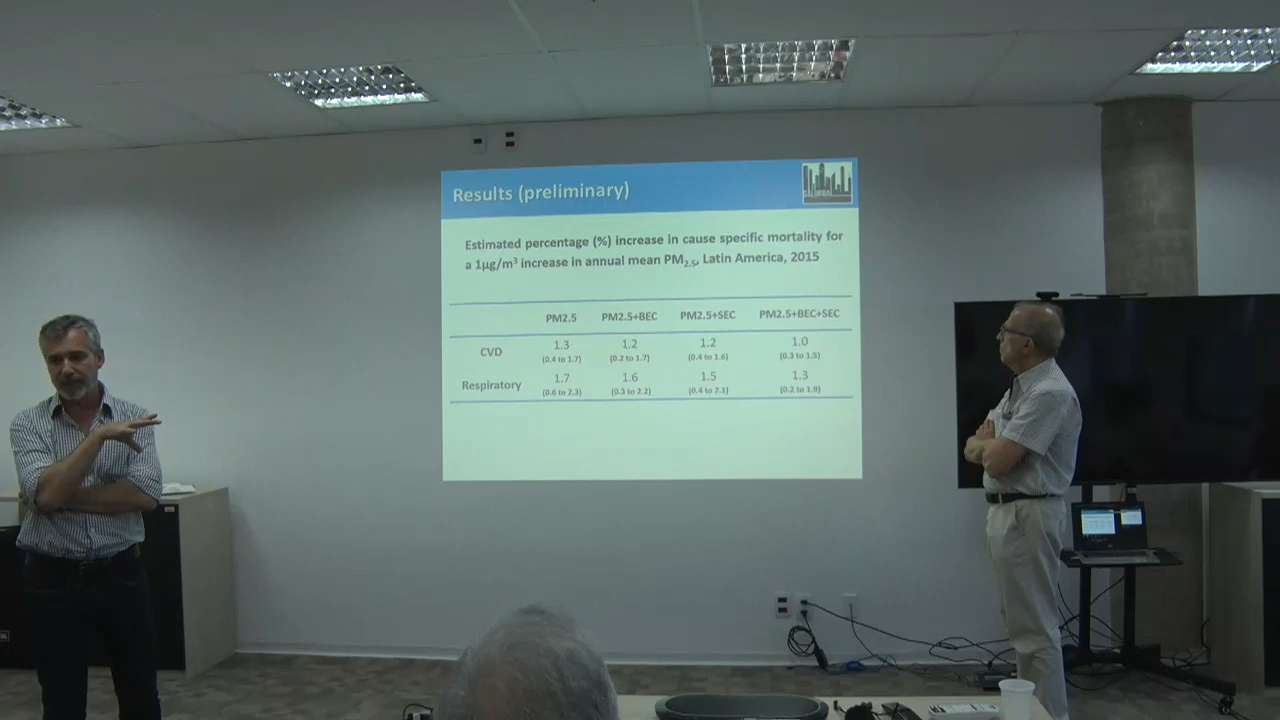 Results (preliminary)
Estimated percentage (%) increase in cause specific mortality for
a 1µg/m³ increase in annual mean PM2.5, Latin America, 2015
PM2.5 PM2.5+BEC PM2.5+SEC PM2.5+BEC+SEC
CVD 1.3 1.2 1.2 1.0
(0.4 to 1.7) (0.2 to 1.7) (0.4 to 1.6) (0.3 to 1.5)
Respiratory 1.7 1.6 1.5 1.3
(0.6 to 2.3) (0.3 to 2.2) (0.4 to 2.1) (0.2 to 1.9)